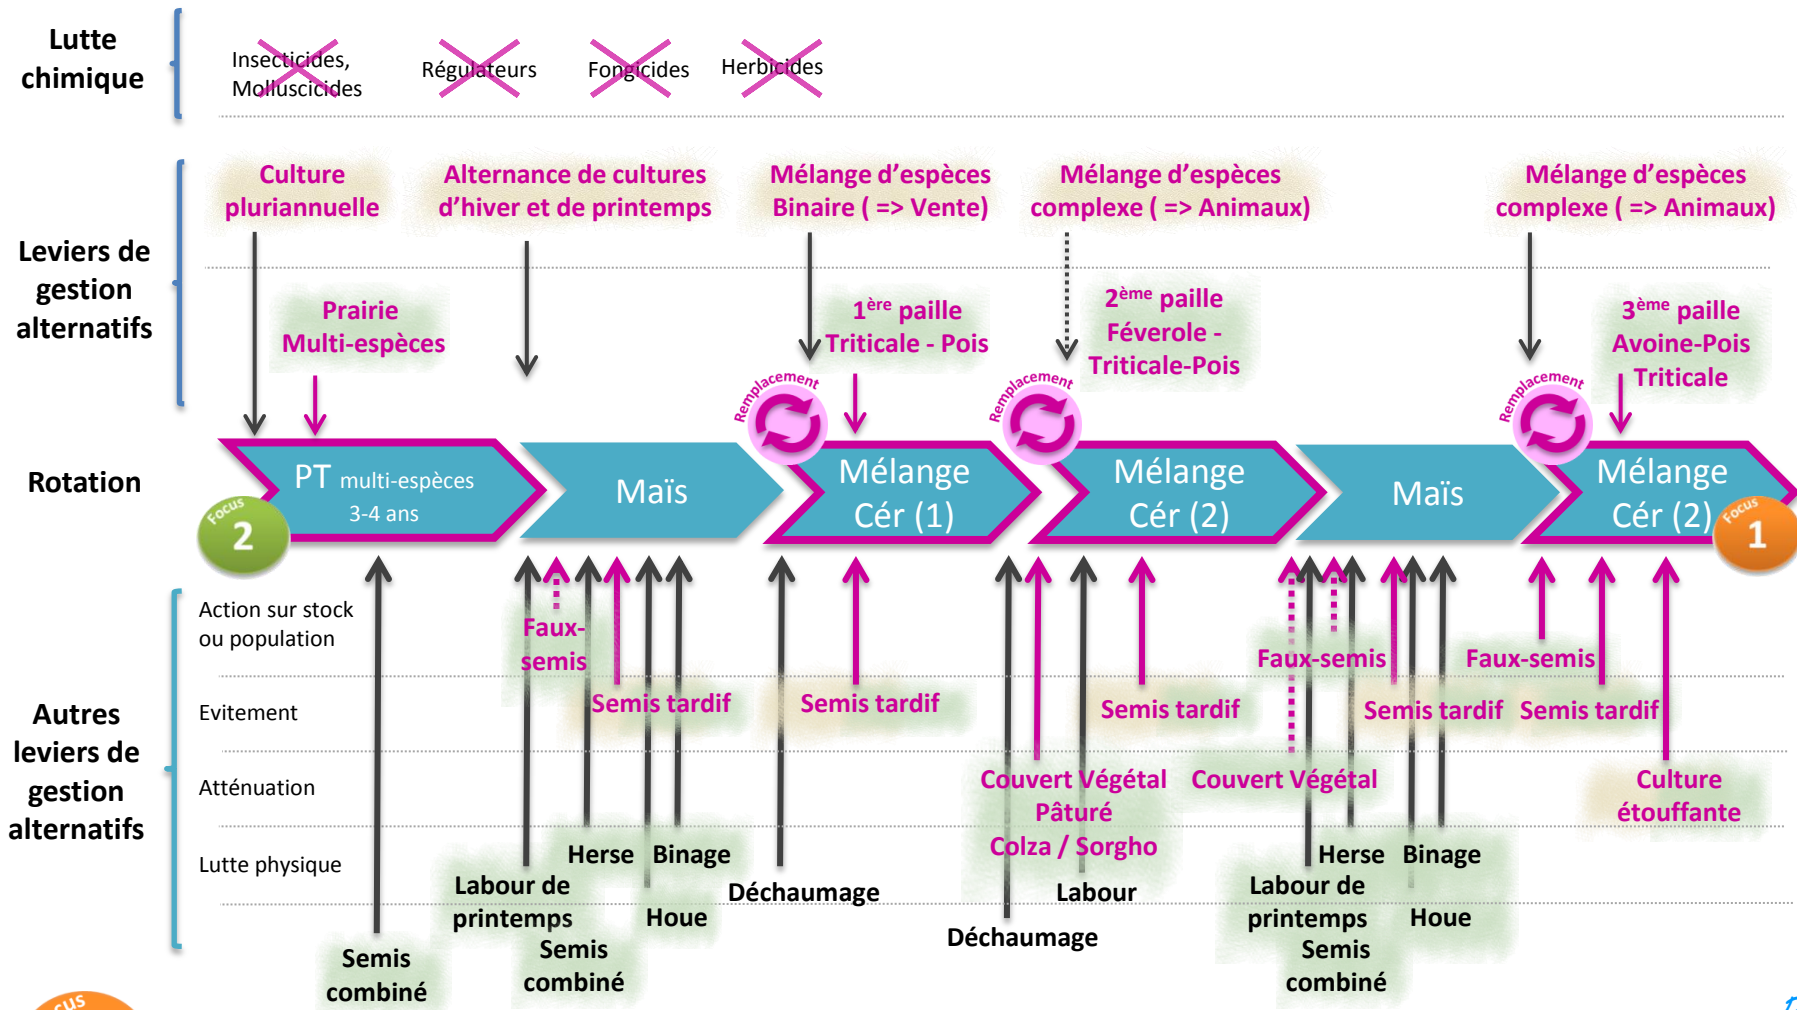 Lutte
chimique
Insecticides,
Molluscicides
Régulateurs
Fongicides
Herbicides
Leviers de
gestion
alternatifs
Culture
pluriannuelle
Alternance de cultures
d'hiver et de printemps
Mélange d'espèces
Binaire ( => Vente)
Mélange d'espèces
complexe ( => Animaux)
Mélange d'espèces
complexe ( => Animaux)
Prairie
Multi-espèces
1ère paille
Triticale - Pois
2ème paille
Féverole -
Triticale-Pois
3ème paille
Avoine-Pois
Triticale
Remplacement
Remplacement
Remplacement
Rotation
PT multi-espèces
3-4 ans
Maïs
Mélange
Cér (1)
Mélange
Cér (2)
Maïs
Mélange
Cér (2)
Focus
2
Focus
1
Autres
leviers de
gestion
alternatifs
Action sur stock
ou population
Faux-
semis
Faux-semis
Faux-semis
Evitement
Semis tardif
Semis tardif
Semis tardif
Semis tardif
Semis tardif
Atténuation
Couvert Végétal
Pâturé
Colza / Sorgho
Couvert Végétal
Culture
étouffante
Lutte physique
Herse
Binage
Labour de
printemps
Houe
Déchaumage
Labour
Déchaumage
Herse
Binage
Labour de
printemps
Houe
Semis
combiné
Semis
combiné
Semis
combiné